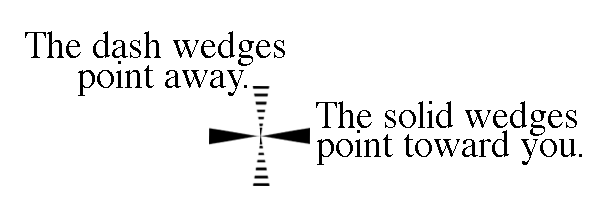 The dash wedges
point away.
The solid wedges
point toward you.